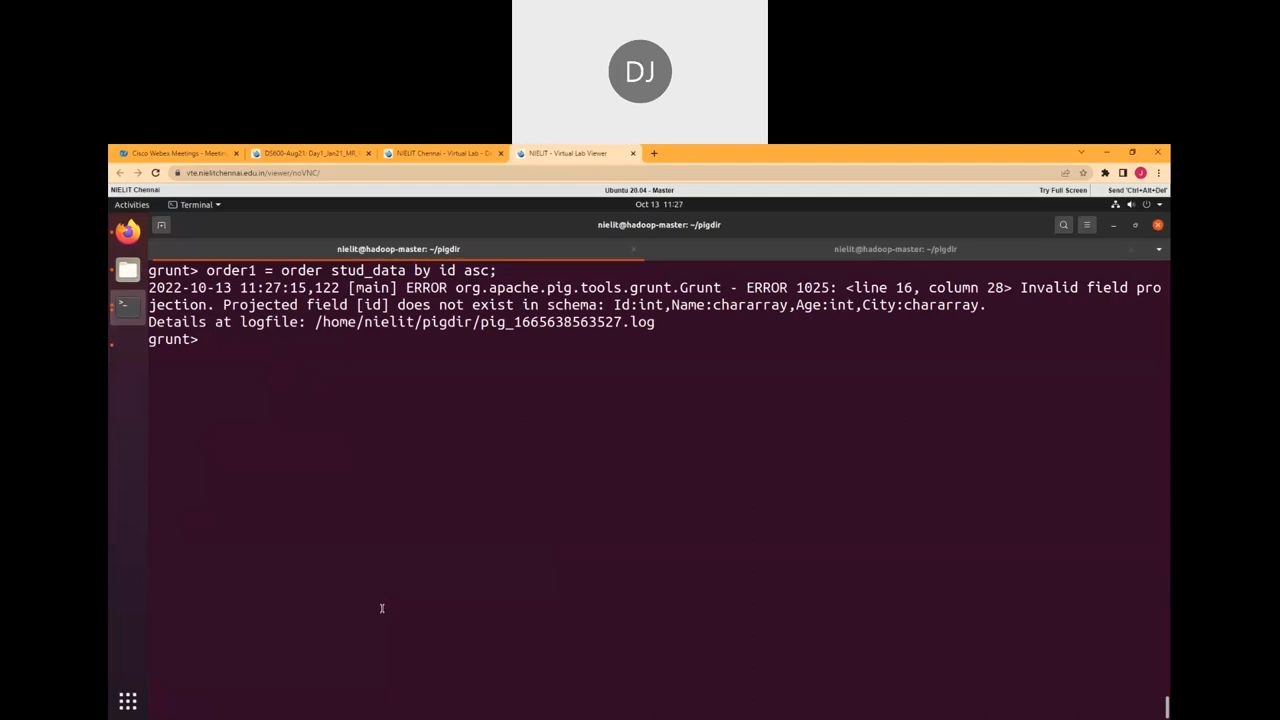 DJ
Cisco Webex Meetings - Meetin
DS600-Aug21: Day1_Jan21_MR,
NIELIT Chennai - Virtual Lab - D
NIELIT - Virtual Lab Viewer
vte.nielitchennai.edu.in/viewer/noVNC/
J
NIELIT Chennai
Ubuntu 20.04 - Master
Try Full Screen
Send 'Ctrl+Alt+Del'
Activities
Terminal
Oct 13 11:27
nielit@hadoop-master: ~/pigdir
nielit@hadoop-master: ~/pigdir
nielit@hadoop-master: ~/pigdir
grunt> order1 = order stud_data by id asc;
2022-10-13 11:27:15,122 [main] ERROR org.apache.pig.tools.grunt.Grunt - ERROR 1025: <line 16, column 28> Invalid field pro
jection. Projected field [id] does not exist in schema: Id:int,Name:chararray,Age:int,City:chararray.
Details at logfile: /home/nielit/pigdir/pig_1665638563527.log
grunt>